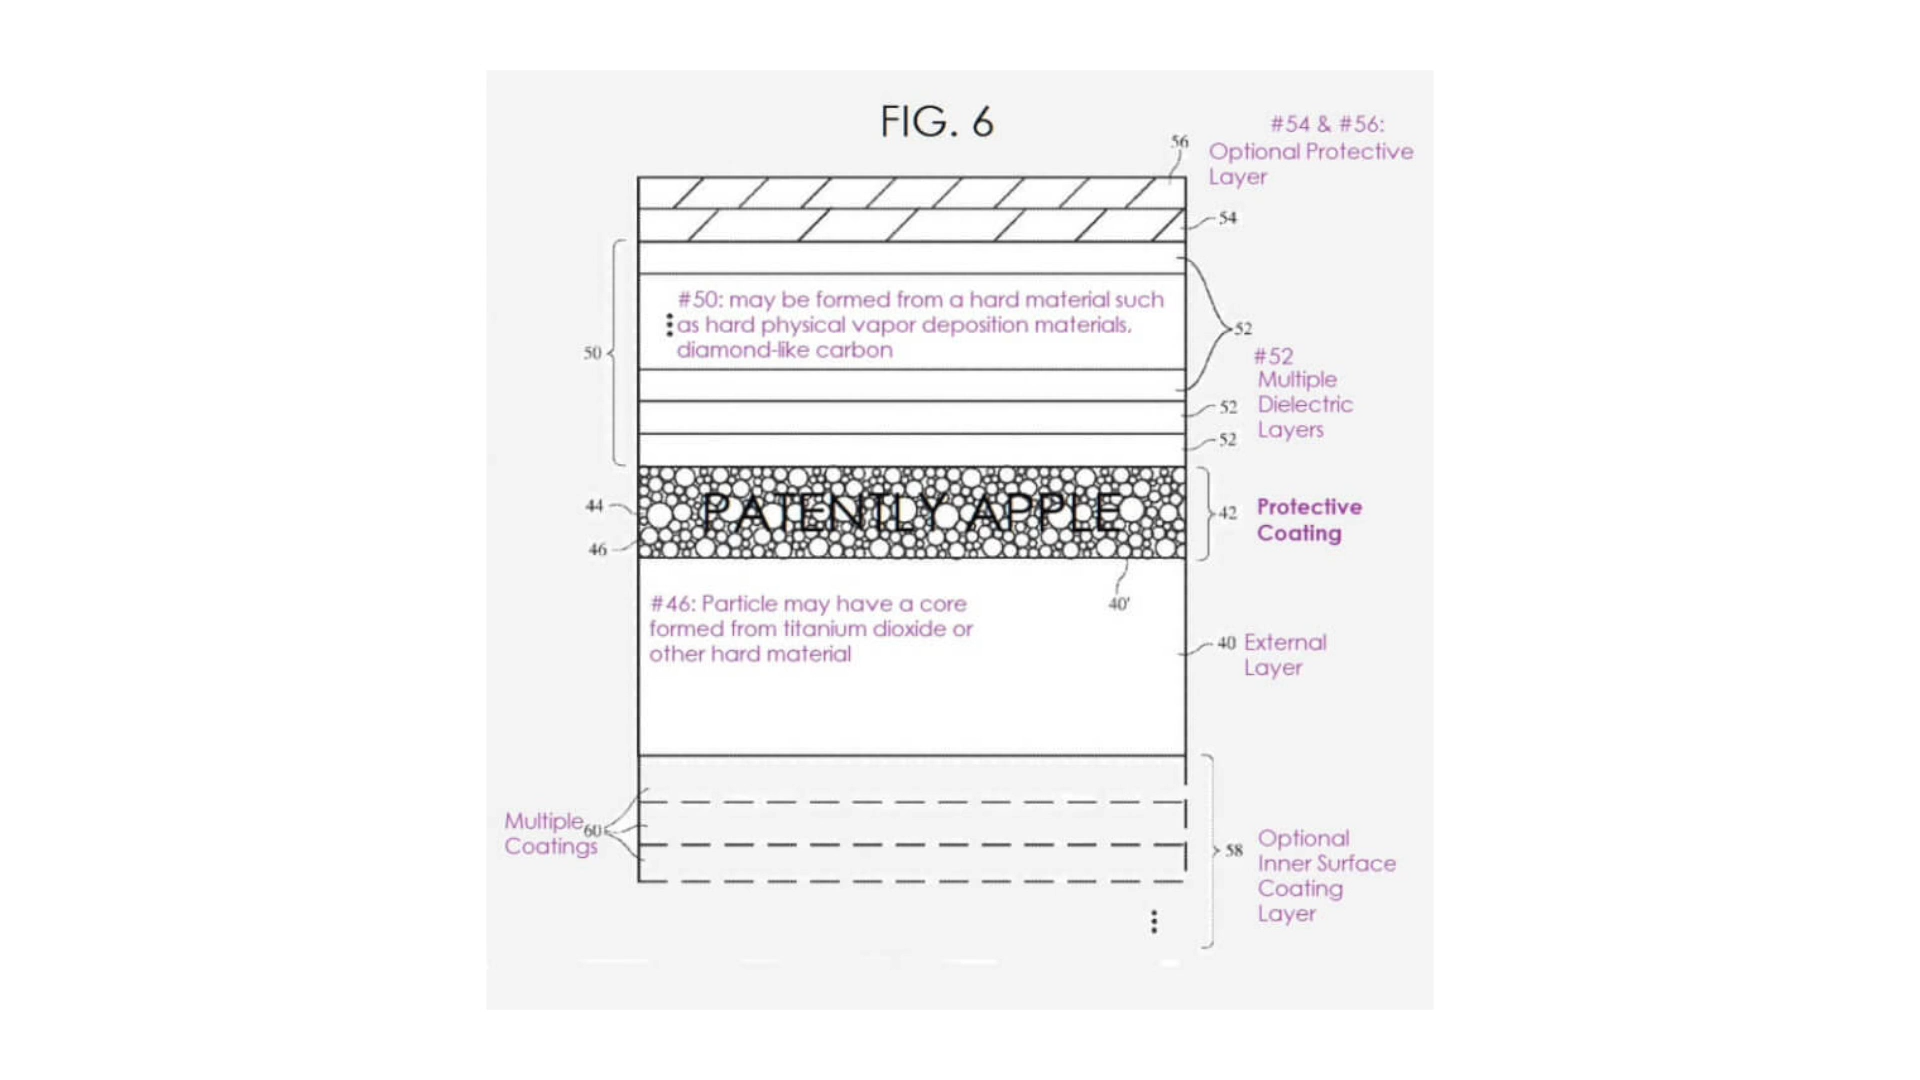 FIG. 6
#54 & #56:
Optional Protective
Layer
56
54
50
#50: may be formed from a hard material such
as hard physical vapor deposition materials,
diamond-like carbon
52
#52
Multiple
Dielectric
Layers
52
52
44
46
PATENTLY APPLE
42
Protective
Coating
40'
#46: Particle may have a core
formed from titanium dioxide or
other hard material
40
External
Layer
Multiple
Coatings
60
58
Optional
Inner Surface
Coating
Layer